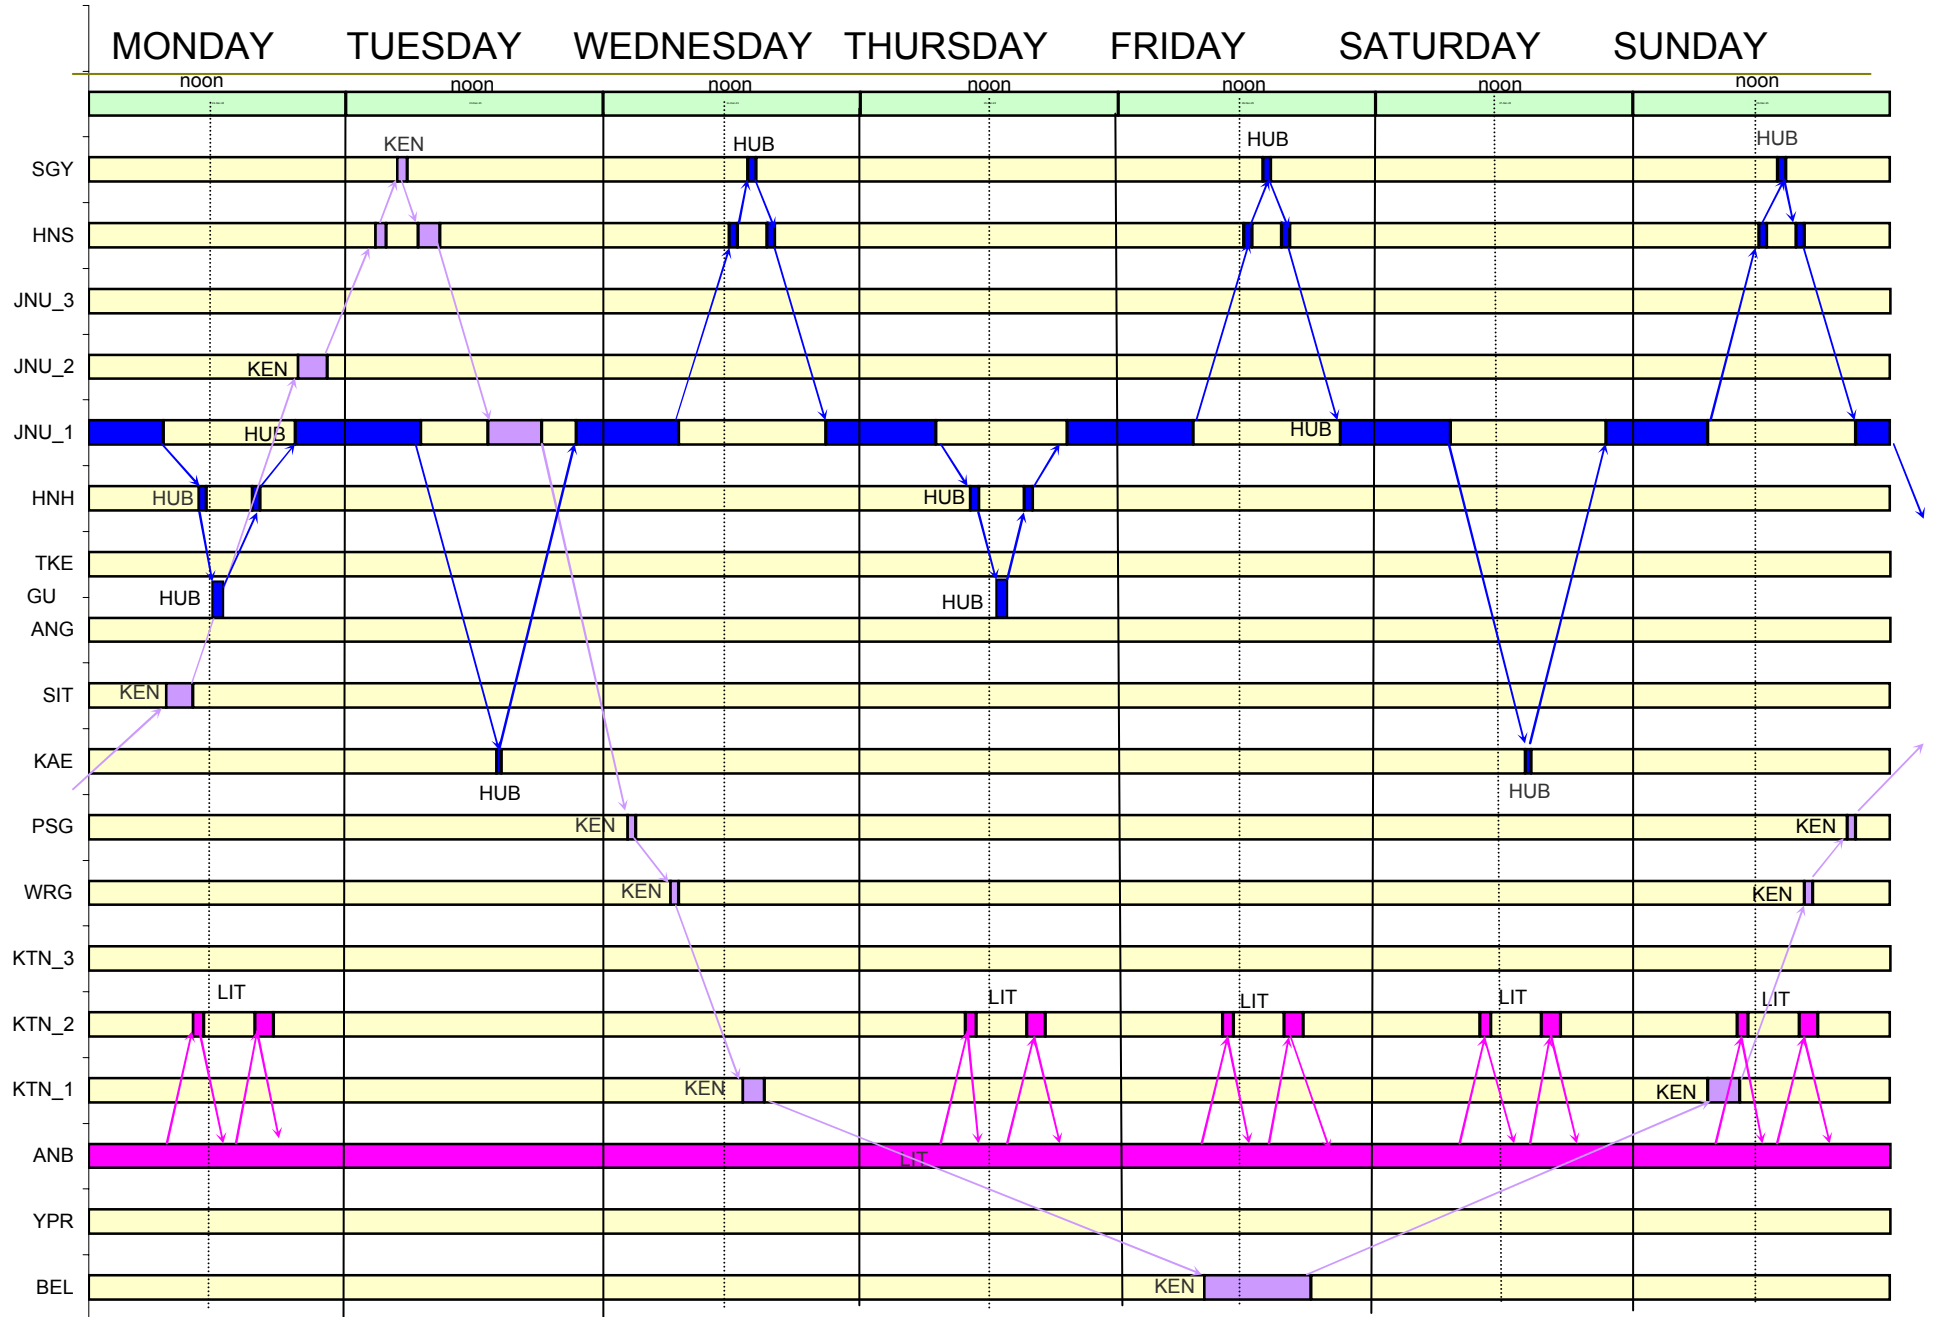 MONDAY TUESDAY WEDNESDAY THURSDAY FRIDAY SATURDAY SUNDAY
noon noon noon noon noon noon noon
KEN HUB HUB HUB
SGY
HNS
JNU_3
JNU_2 KEN
JNU_1 HUB HUB
HNH HUB HUB
TKE
GU HUB HUB
ANG
SIT KEN
KAE
HUB HUB
PSG KEN KEN
WRG KEN KEN
KTN_3
LIT LIT LIT LIT LIT
KTN_2
KTN_1 KEN KEN
ANB LIT
YPR
BEL KEN